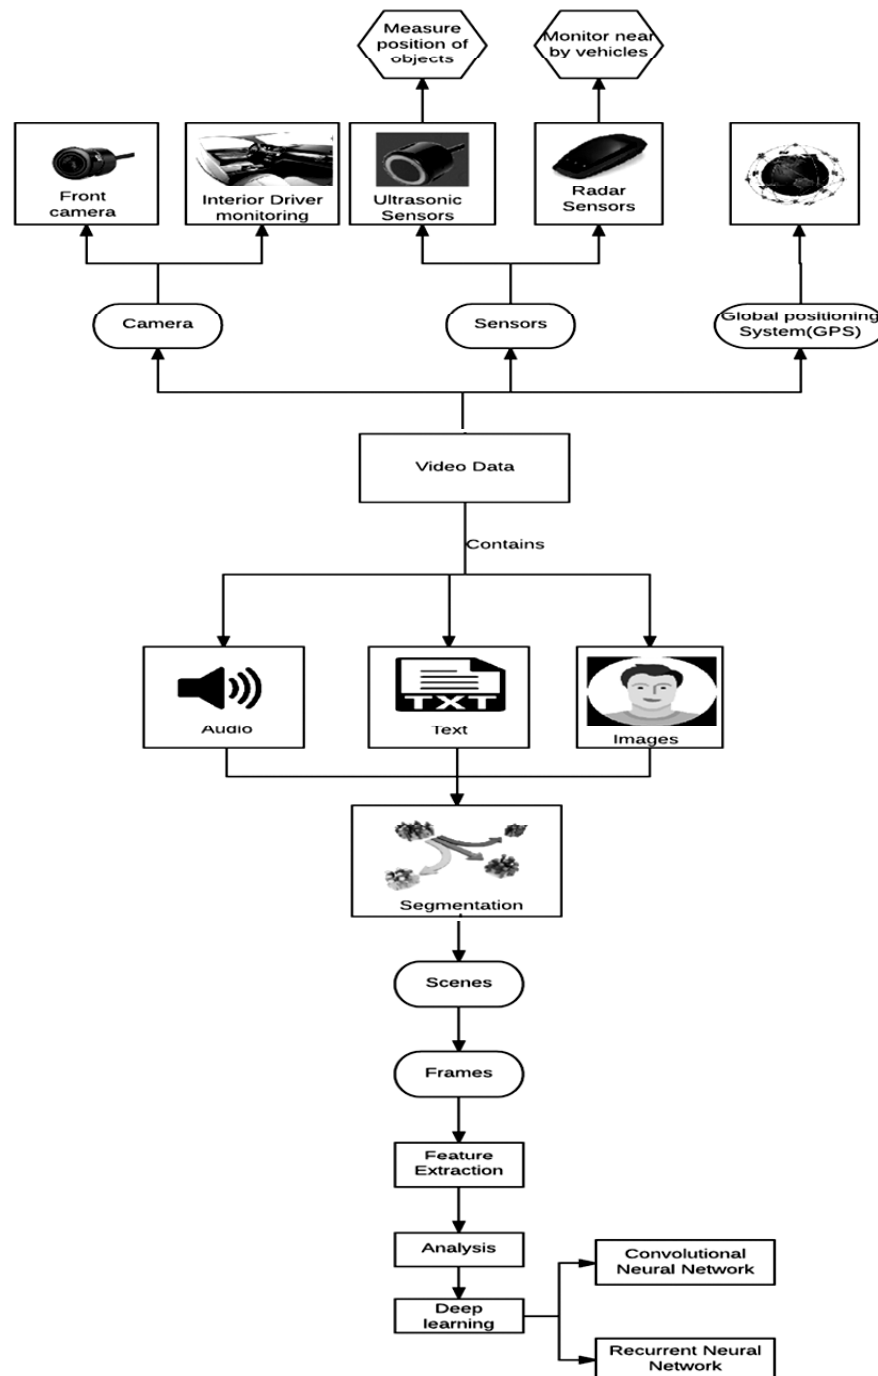 Measure
position of
objects
Monitor near
by vehicles
Front
camera
Interior Driver
monitoring
Ultrasonic
Sensors
Radar
Sensors
Camera
Sensors
Global positioning
System(GPS)
Video Data
Contains
Audio
TXT
Text
Images
Segmentation
Scenes
Frames
Feature
Extraction
Analysis
Convolutional
Neural Network
Deep
learning
Recurrent Neural
Network